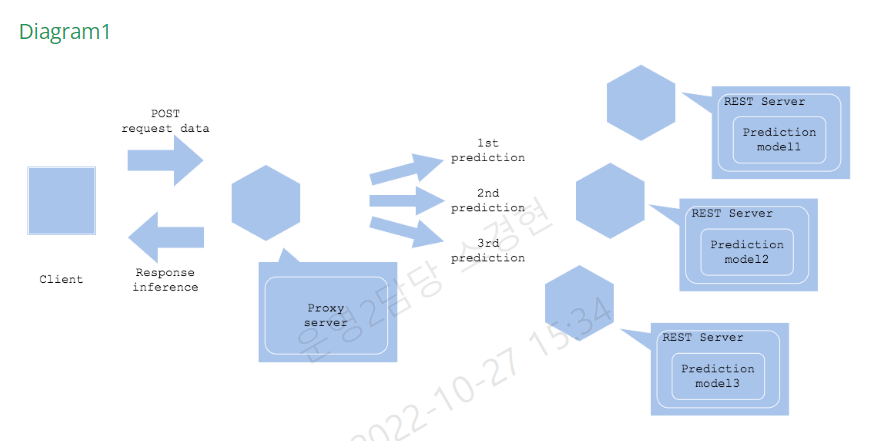 Diagram1
POST
request data
Response
inference
Client
Proxy
server
1st
prediction
2nd
prediction
3rd
prediction
REST Server
Prediction
model1
REST Server
Prediction
model2
REST Server
Prediction
model3
운영2담당 소경현
2022-10-27 15:34